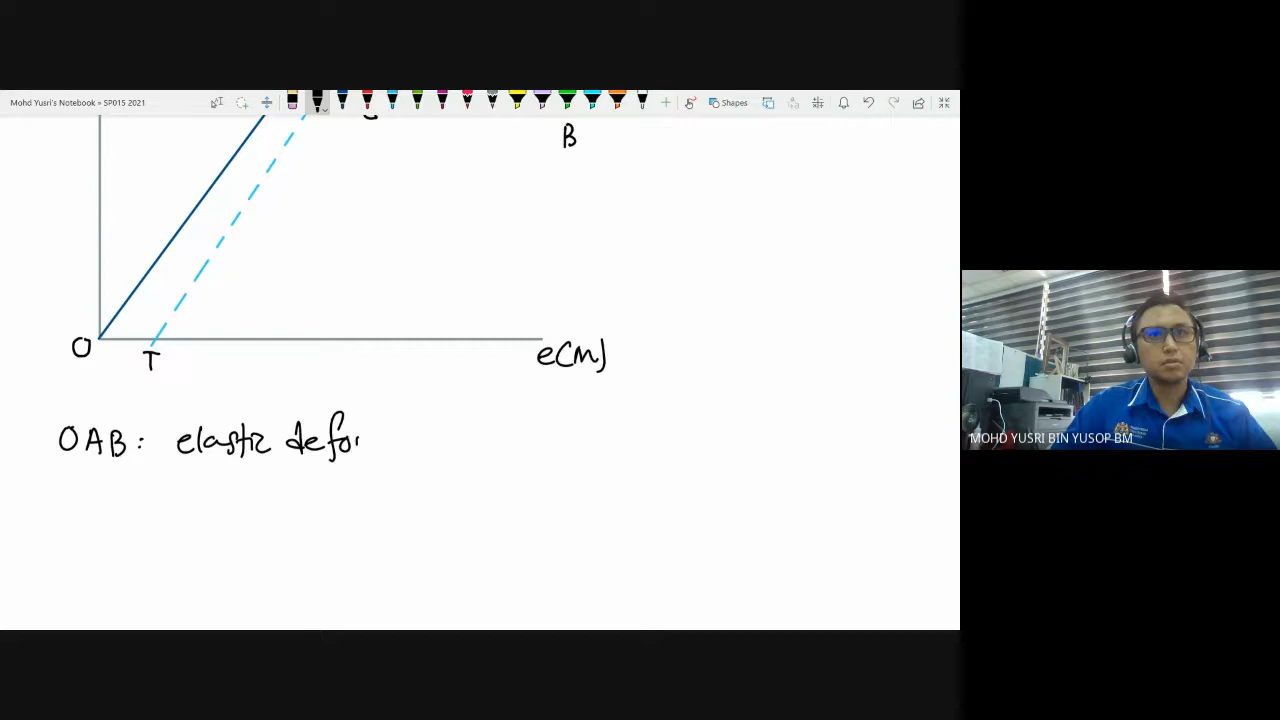 Mohd Yusri's Notebook » SP015 2021
Shapes
B
O
T
e(m)
OAB: elastic defor
MOHD YUSRI BIN YUSOP BM